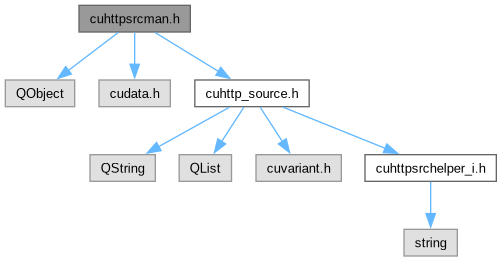 cuhttpsrcman.h
QObject
cudata.h
cuhttp_source.h
QString
QList
cuvariant.h
cuhttpsrchelper_i.h
string